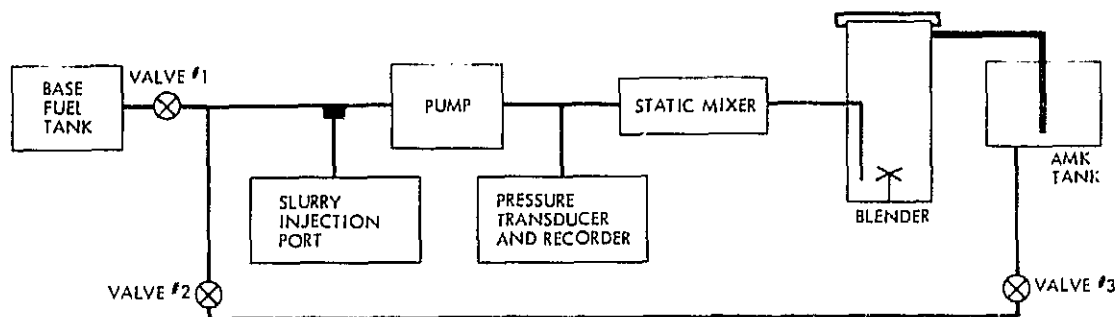 BASE
FUEL
TANK
VALVE #1
PUMP
STATIC MIXER
AMK
TANK
SLURRY
INJECTION
PORT
PRESSURE
TRANSDUCER
AND RECORDER
BLENDER
VALVE #2
VALVE #3